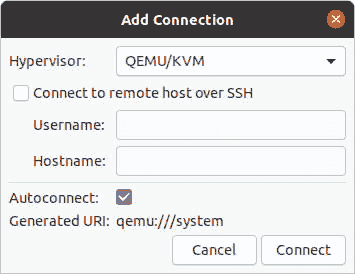 Add Connection
Hypervisor: QEMU/KVM
Connect to remote host over SSH
Username:
Hostname:
Autoconnect:
Generated URI: qemu:///system
Cancel Connect